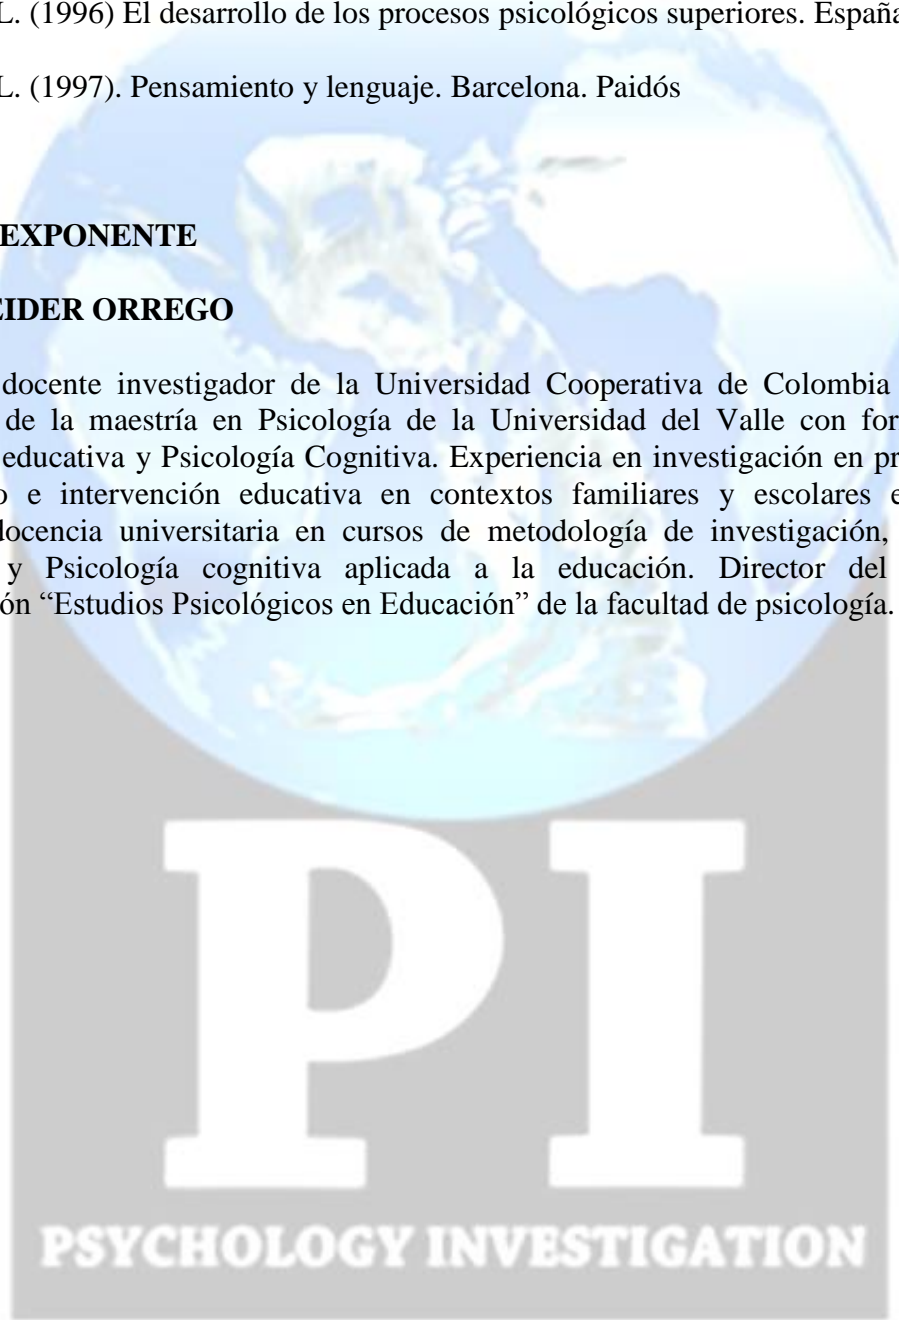 L. (1996) El desarrollo de los procesos psicológicos superiores. España
L. (1997). Pensamiento y lenguaje. Barcelona. Paidós
EXPONENTE
EIDER ORREGO
docente investigador de la Universidad Cooperativa de Colombia
de la maestría en Psicología de la Universidad del Valle con for
educativa y Psicología Cognitiva. Experiencia en investigación en pr
o e intervención educativa en contextos familiares y escolares e
docencia universitaria en cursos de metodología de investigación,
y Psicología cognitiva aplicada a la educación. Director del
ón “Estudios Psicológicos en Educación” de la facultad de psicología.
PI
PSYCHOLOGY INVESTIGATION